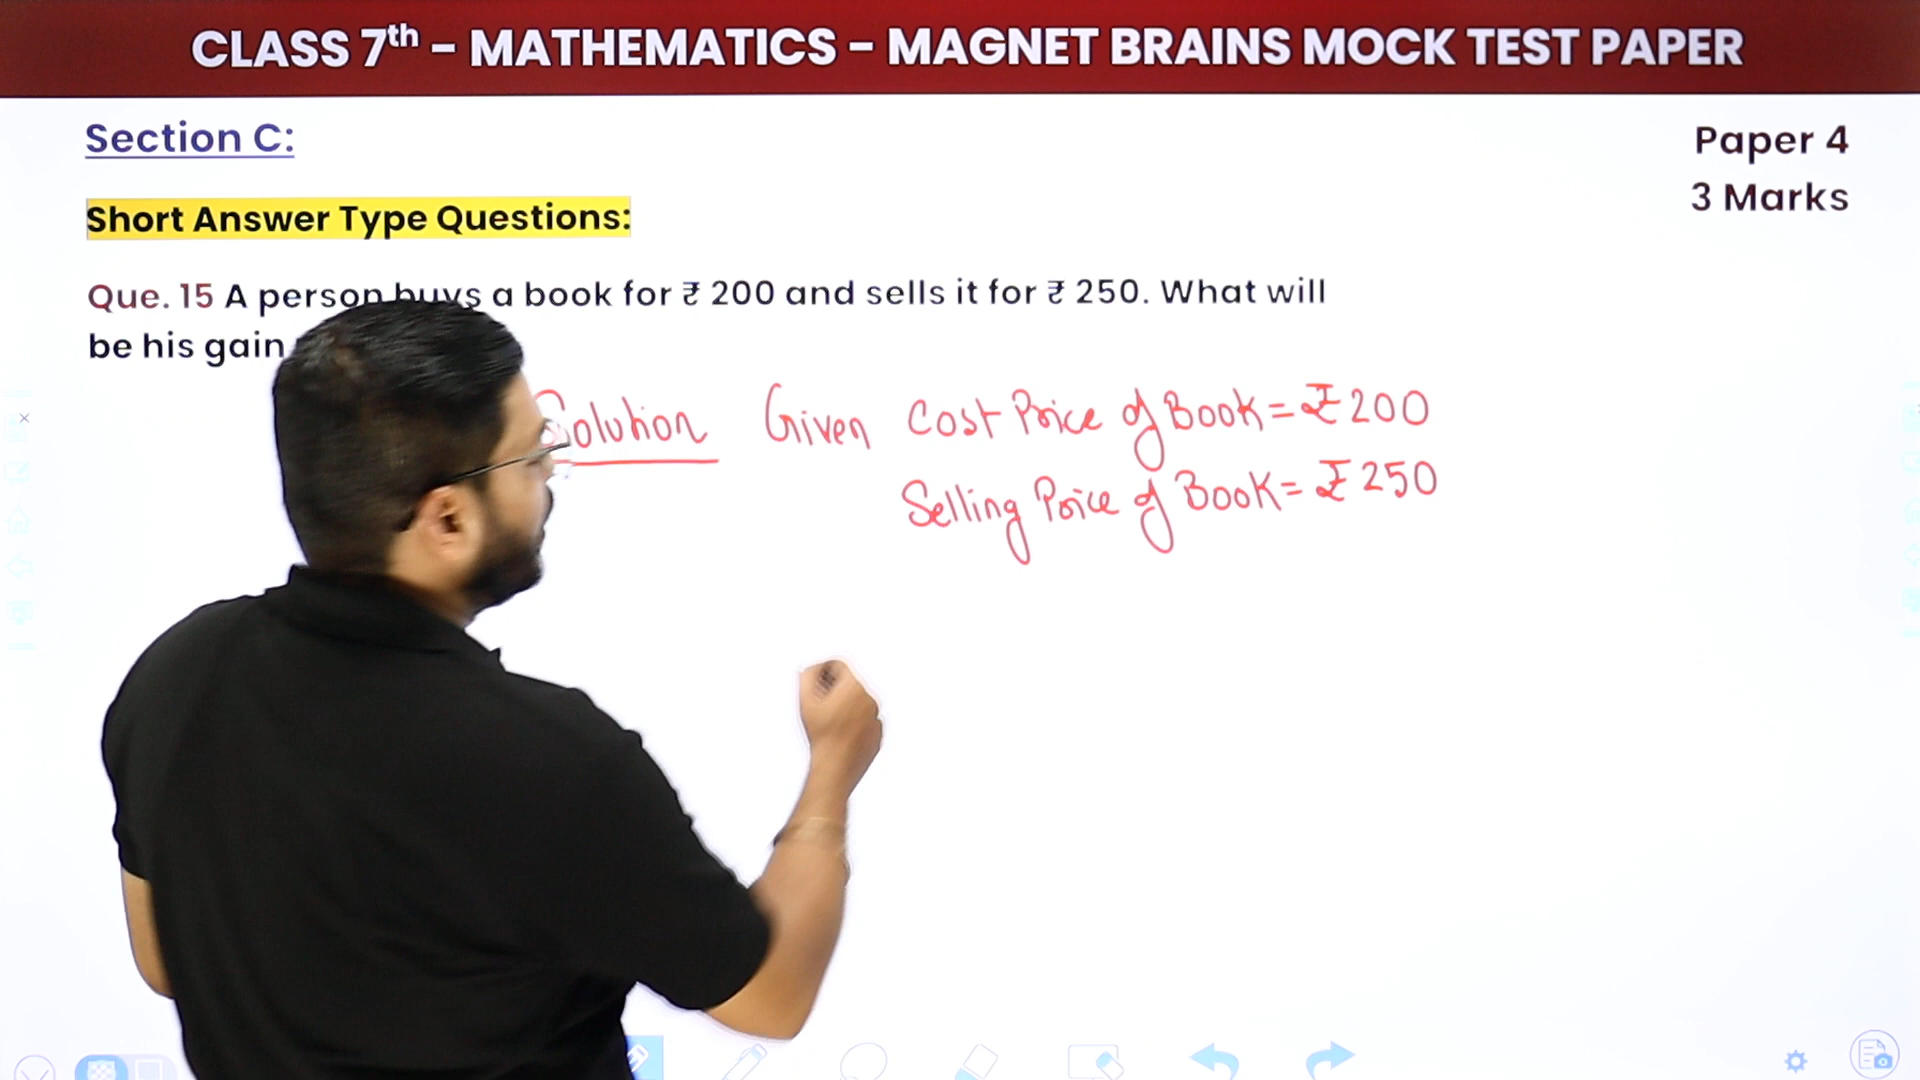 CLASS 7th – MATHEMATICS – MAGNET BRAINS MOCK TEST PAPER
Section C:
Paper 4
3 Marks
Short Answer Type Questions:
Que. 15 A person buys a book for ₹ 200 and sells it for ₹ 250. What will
be his gain
Solution Given Cost Price of Book = ₹ 200
Selling Price of Book = ₹ 250